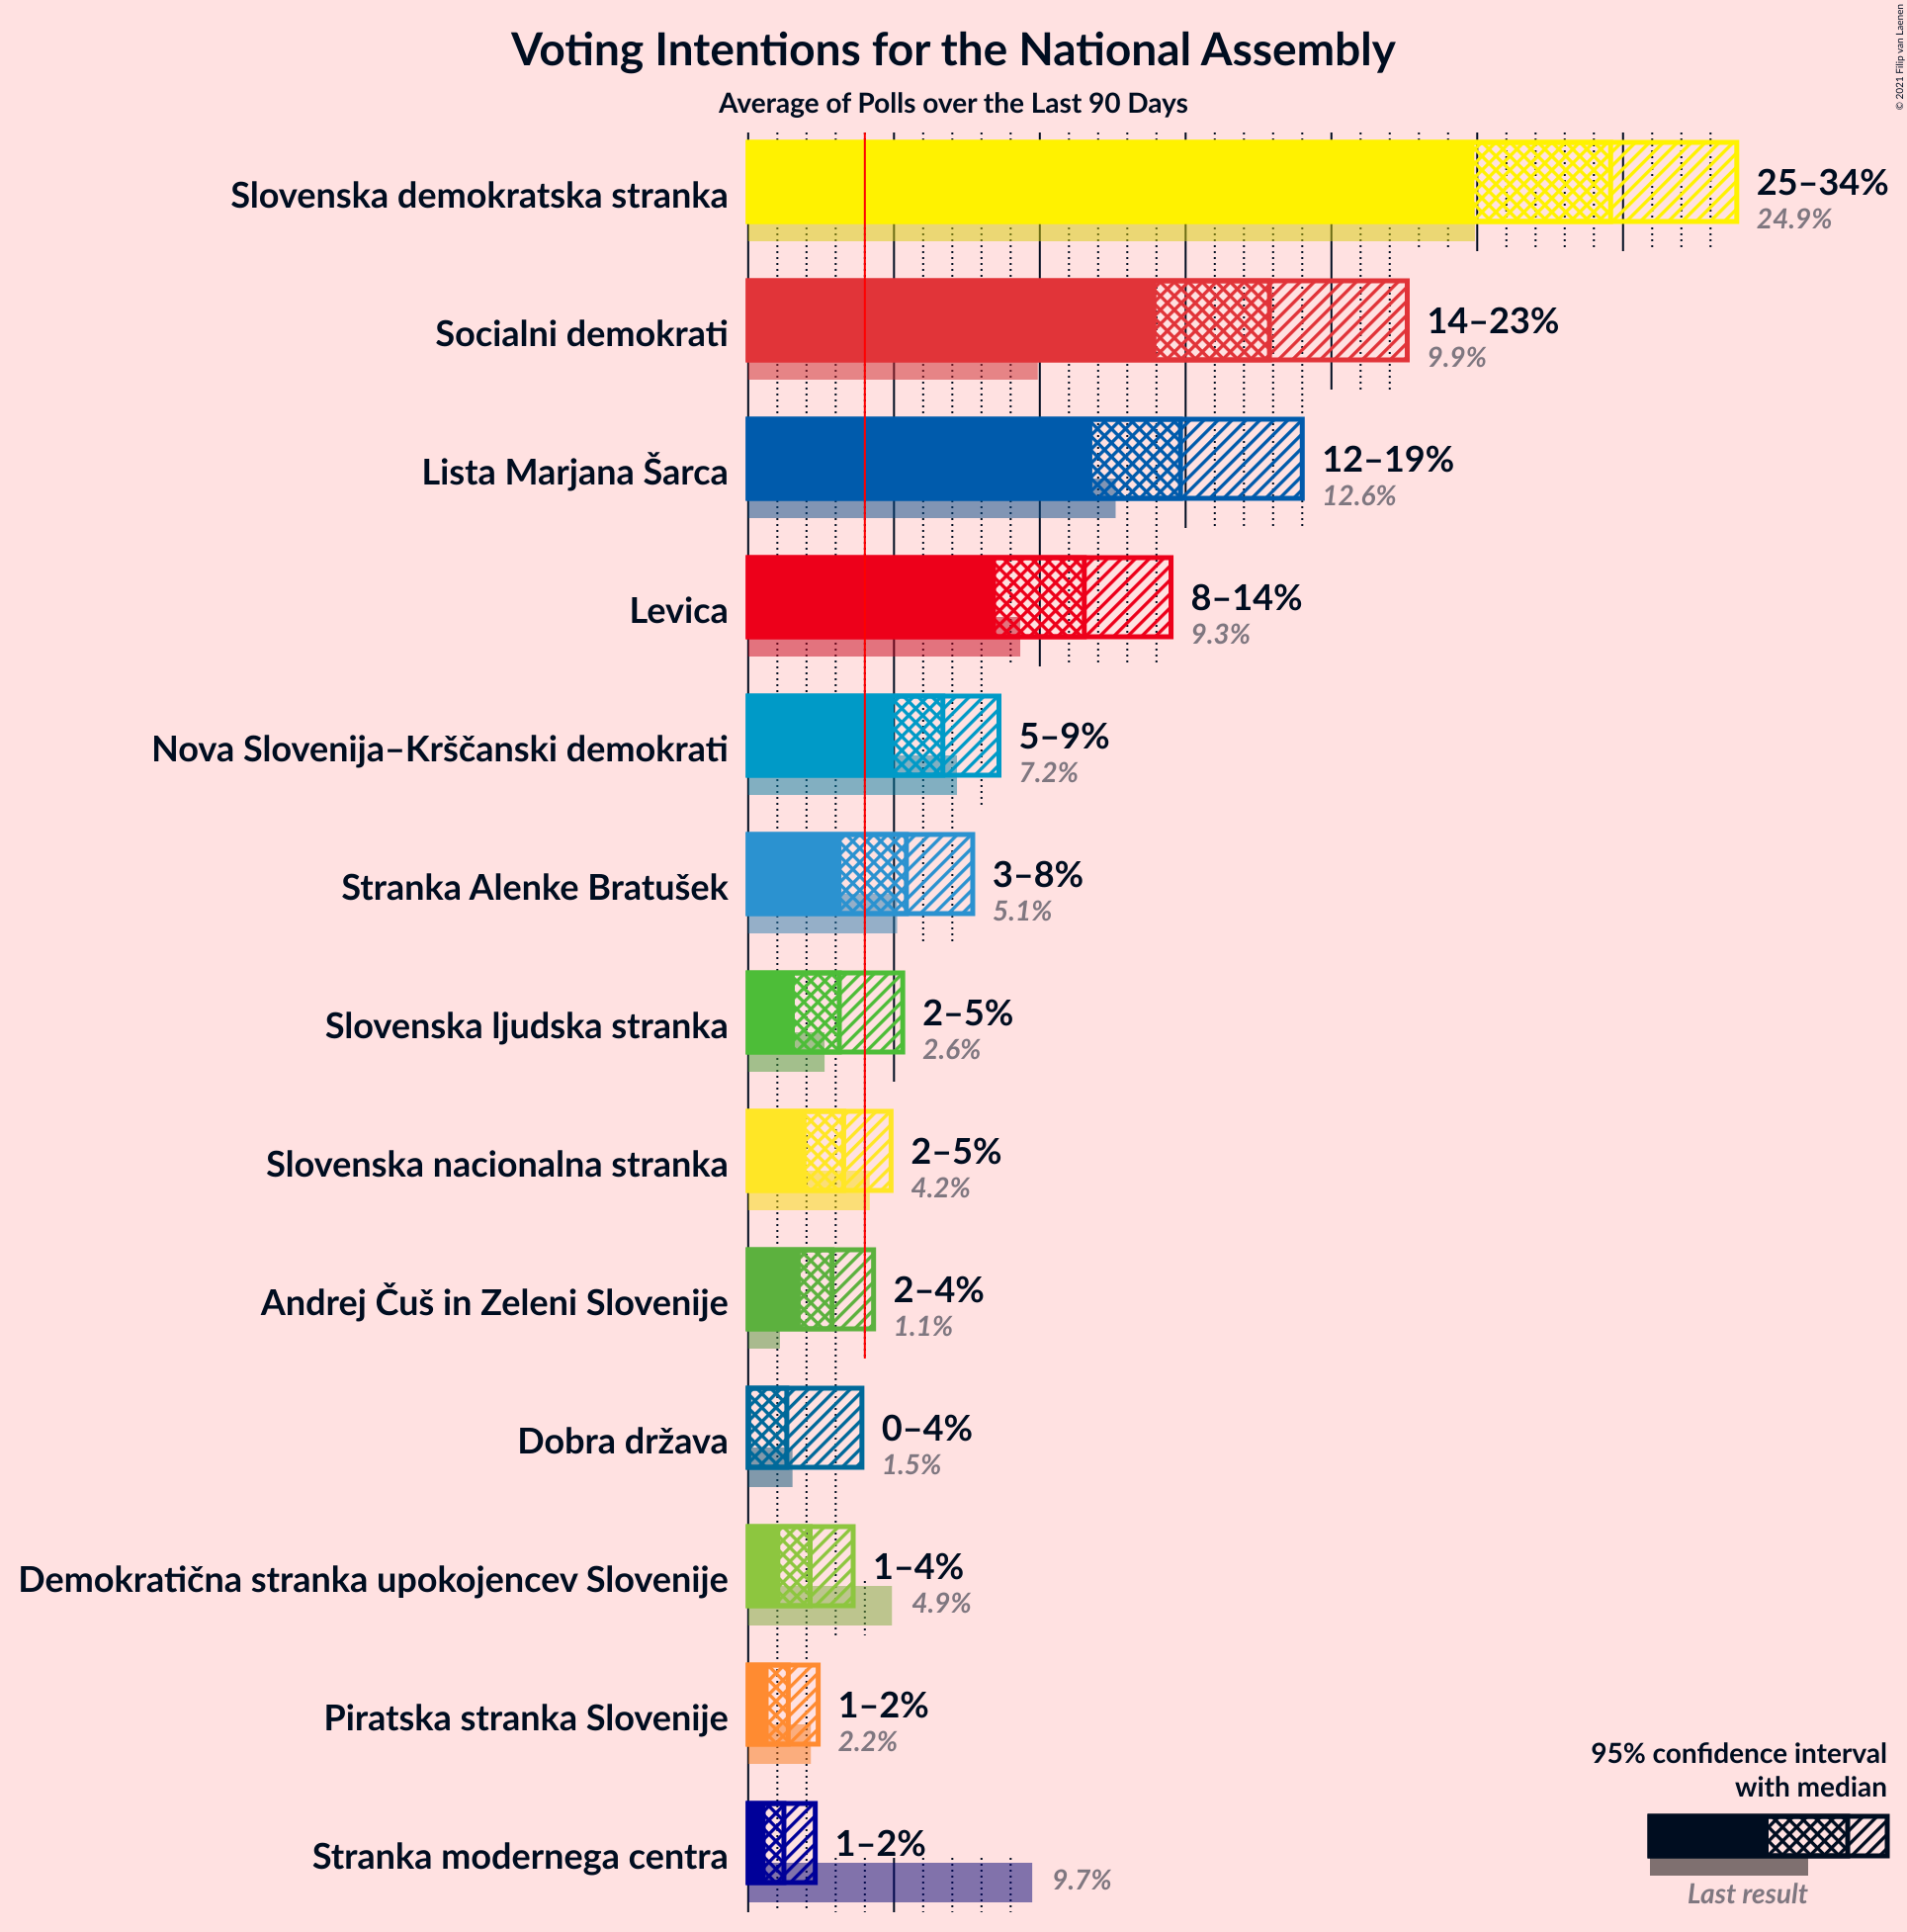 Voting Intentions for the National Assembly
Average of Polls over the Last 90 Days
© 2021 Filip van Laenen
Slovenska demokratska stranka
25–34%
24.9%
Socialni demokrati
14–23%
9.9%
Lista Marjana Šarca
12–19%
12.6%
Levica
8–14%
9.3%
Nova Slovenija–Krščanski demokrati
5–9%
7.2%
Stranka Alenke Bratušek
3–8%
5.1%
Slovenska ljudska stranka
2–5%
2.6%
Slovenska nacionalna stranka
2–5%
4.2%
Andrej Čuš in Zeleni Slovenije
2–4%
1.1%
Dobra država
0–4%
1.5%
Demokratična stranka upokojencev Slovenije
1–4%
4.9%
Piratska stranka Slovenije
1–2%
2.2%
Stranka modernega centra
1–2%
9.7%
95% confidence interval
with median
Last result